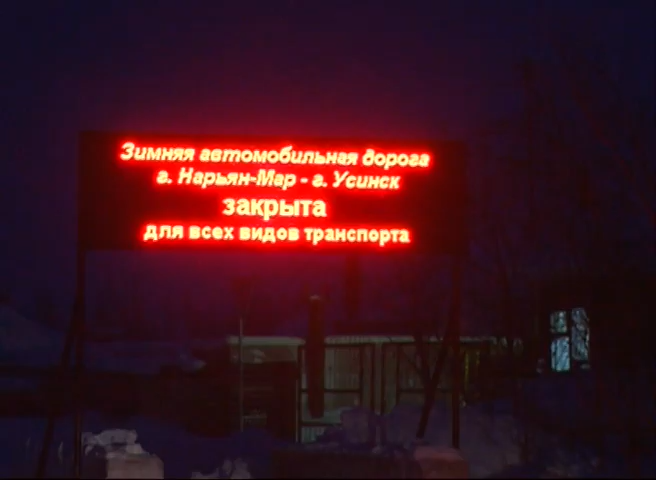 Зимняя автомобильная дорога
г. Нарьян-Мар - г. Усинск
закрыта
для всех видов транспорта